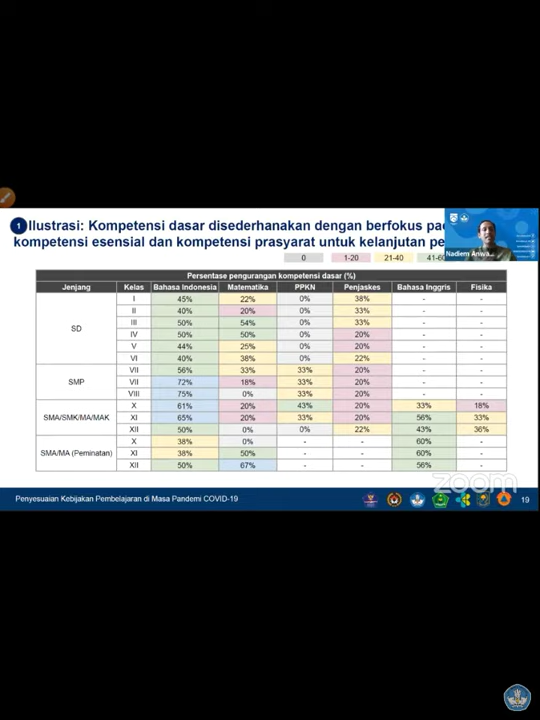 1 Ilustrasi: Kompetensi dasar disederhanakan dengan berfokus pa
kompetensi esensial dan kompetensi prasyarat untuk kelanjutan pe
Nadiem Anwa...
0 1-20 21-40 41-60
Persentase pengurangan kompetensi dasar (%)
Jenjang Kelas Bahasa Indonesia Matematika PPKN Penjaskes Bahasa Inggris Fisika
SD
I 45% 22% 0% 38% - -
II 40% 20% 0% 33% - -
III 50% 54% 0% 33% - -
IV 50% 50% 0% 20% - -
V 44% 25% 0% 20% - -
VI 40% 38% 0% 22% - -
SMP
VII 56% 33% 33% 20% - -
VII 72% 18% 33% 20% - -
VIII 75% 0% 33% 20% - -
SMA/SMK/MA/MAK
X 61% 20% 43% 20% 33% 18%
XI 65% 20% 33% 20% 56% 33%
XII 50% 0% 0% 22% 43% 36%
SMA/MA (Peminatan)
X 38% 0% - - 60% -
XI 38% 50% - - 60% -
XII 50% 67% - - 56% -
zoom
Penyesuaian Kebijakan Pembelajaran di Masa Pandemi COVID-19
19